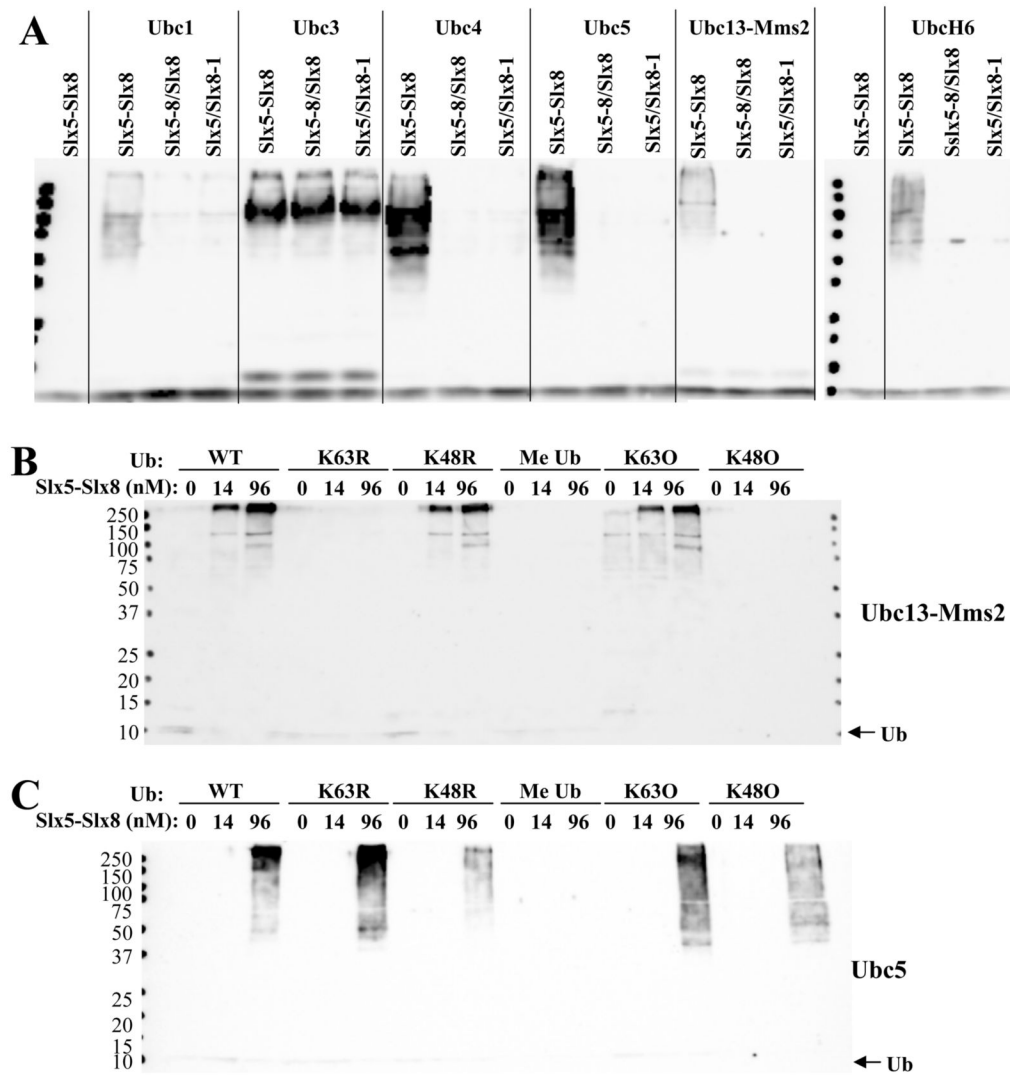 A
Ubc1 Ubc3 Ubc4 Ubc5 Ubc13-Mms2 UbcH6
Slx5-Slx8 Slx5-Slx8 Slx5-8/Slx8 Slx5/Slx8-1 Slx5-Slx8 Slx5-8/Slx8 Slx5/Slx8-1 Slx5-Slx8 Slx5-8/Slx8 Slx5/Slx8-1 Slx5-Slx8 Slx5-8/Slx8 Slx5/Slx8-1 Slx5-Slx8 Slx5-8/Slx8 Slx5/Slx8-1 Slx5-Slx8 Slx5-Slx8 Sslx5-8/Slx8 Slx5/Slx8-1
B
Ub: WT K63R K48R Me Ub K63O K48O
Slx5-Slx8 (nM): 0 14 96 0 14 96 0 14 96 0 14 96 0 14 96 0 14 96
250
150
100
75
50
37
25
20
15
10
Ubc13-Mms2
Ub
C
Ub: WT K63R K48R Me Ub K63O K48O
Slx5-Slx8 (nM): 0 14 96 0 14 96 0 14 96 0 14 96 0 14 96 0 14 96
250
150
100
75
50
37
25
20
15
10
Ubc5
Ub